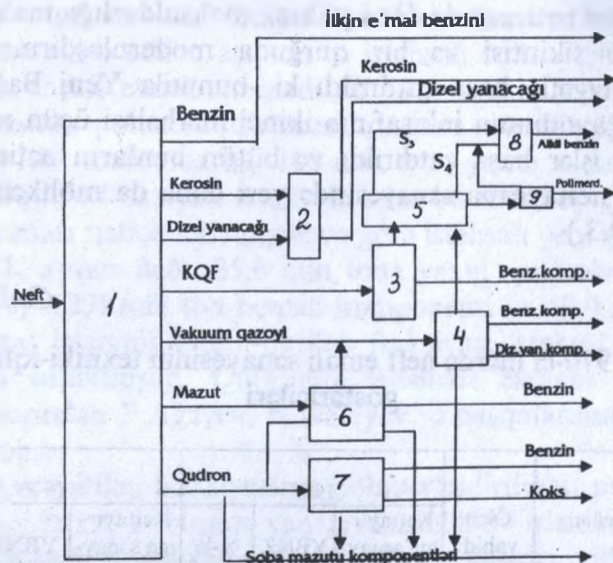 İlkin e'mal benzini
Kerosin
Dizel yanacağı
Benzin
S₅
8
Alkil benzin
S₄
Kerosin
2
9
Polimerd.
Dizel yanacağı
5
Benz.komp.
KQF
3
Neft
1
Benz.komp.
Vakuum qazoyl
4
Diz.yan.komp.
Mazut
Benzin
6
Qudron
Benzin
7
Koks
Soba mazutu komponentləri